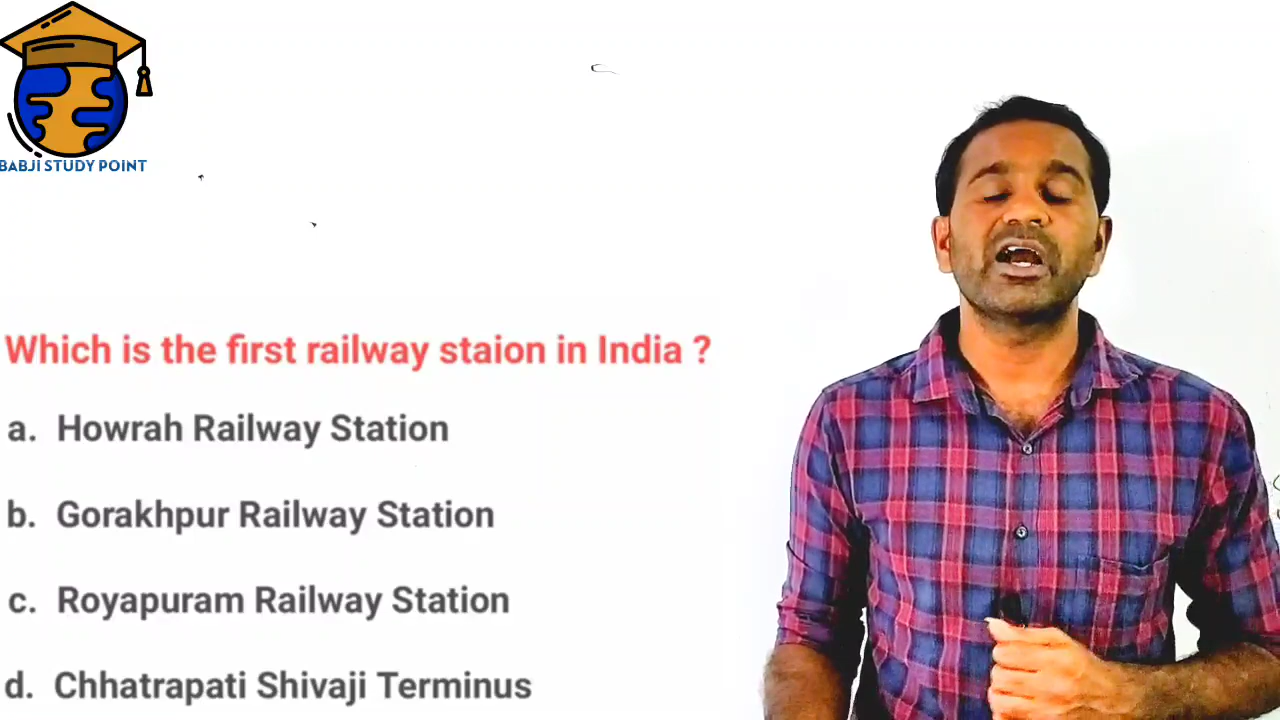 BABJI STUDY POINT
Which is the first railway staion in India ?
a. Howrah Railway Station
b. Gorakhpur Railway Station
c. Royapuram Railway Station
d. Chhatrapati Shivaji Terminus